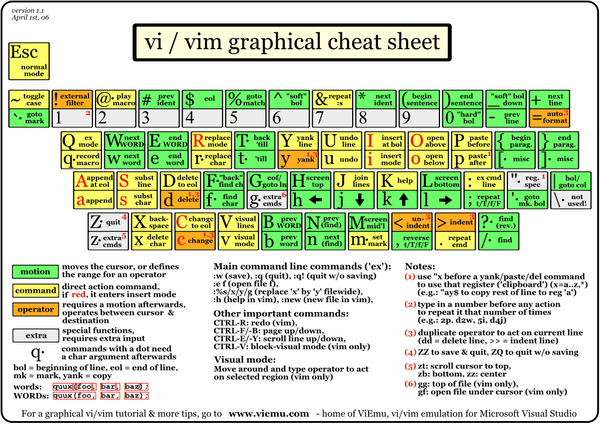 version 1.1
April 1st, 06
vi / vim graphical cheat sheet
Esc
normal mode
~ toggle case ! external filter @· play macro # prev ident $ eol % goto match ^ "soft" bol & repeat :s * next ident ( begin sentence ) end sentence _ "soft" bol down + next line
`· goto mark 1 2 2 3 4 5 6 7 8 9 0 "hard" bol - prev line = auto format 3
Q ex mode W next WORD E end WORD R replace mode T· back 'till Y yank line U undo line I insert at bol O open above P paste before { begin parag. } end parag.
q· record macro w next word e end word r· replace char t· 'till y yank 1,3 u undo i insert mode o open below p paste after 1 [· misc ]· misc
A append at eol S subst line D delete to eol F· "back" find ch G eof/ goto ln H screen top J join lines K help L screen bottom : ex cmd line "· reg. spec 1 | bol/ goto col
a append s subst char d delete 1,3 f· find char g· extra cmds 6 h ← j ↓ k ↑ l → ; repeat t/T/f/F '· goto mk. bol \· not used!
Z· quit 4 X back-space C change to eol V visual lines B prev WORD N prev (find) M screen mid'l < un-indent 3 > indent 3 ? find (rev.)
z· extra cmds 5 x delete char c change 1,3 v visual mode b prev word n next (find) m· set mark , reverse t/T/f/F . repeat cmd / find
motion moves the cursor, or defines the range for an operator
command direct action command, if red, it enters insert mode
operator requires a motion afterwards, operates between cursor & destination
extra special functions, requires extra input
q· commands with a dot need a char argument afterwards
bol = beginning of line, eol = end of line,
mk = mark, yank = copy
words: quux(foo, bar, baz);
WORDs: quux(foo, bar, baz);
Main command line commands ('ex'):
:w (save), :q (quit), :q! (quit w/o saving)
:e f (open file f),
:%s/x/y/g (replace 'x' by 'y' filewide),
:h (help in vim), :new (new file in vim),
Other important commands:
CTRL-R: redo (vim),
CTRL-F/-B: page up/down,
CTRL-E/-Y: scroll line up/down,
CTRL-V: block-visual mode (vim only)
Visual mode:
Move around and type operator to act
on selected region (vim only)
Notes:
(1) use "x before a yank/paste/del command
to use that register ('clipboard') (x=a..z,*)
(e.g.: "ay$ to copy rest of line to reg 'a')
(2) type in a number before any action
to repeat it that number of times
(e.g.: 2p, d2w, 5i, d4j)
(3) duplicate operator to act on current line
(dd = delete line, >> = indent line)
(4) ZZ to save & quit, ZQ to quit w/o saving
(5) zt: scroll cursor to top,
zb: bottom, zz: center
(6) gg: top of file (vim only),
gf: open file under cursor (vim only)
For a graphical vi/vim tutorial & more tips, go to www.viemu.com - home of ViEmu, vi/vim emulation for Microsoft Visual Studio